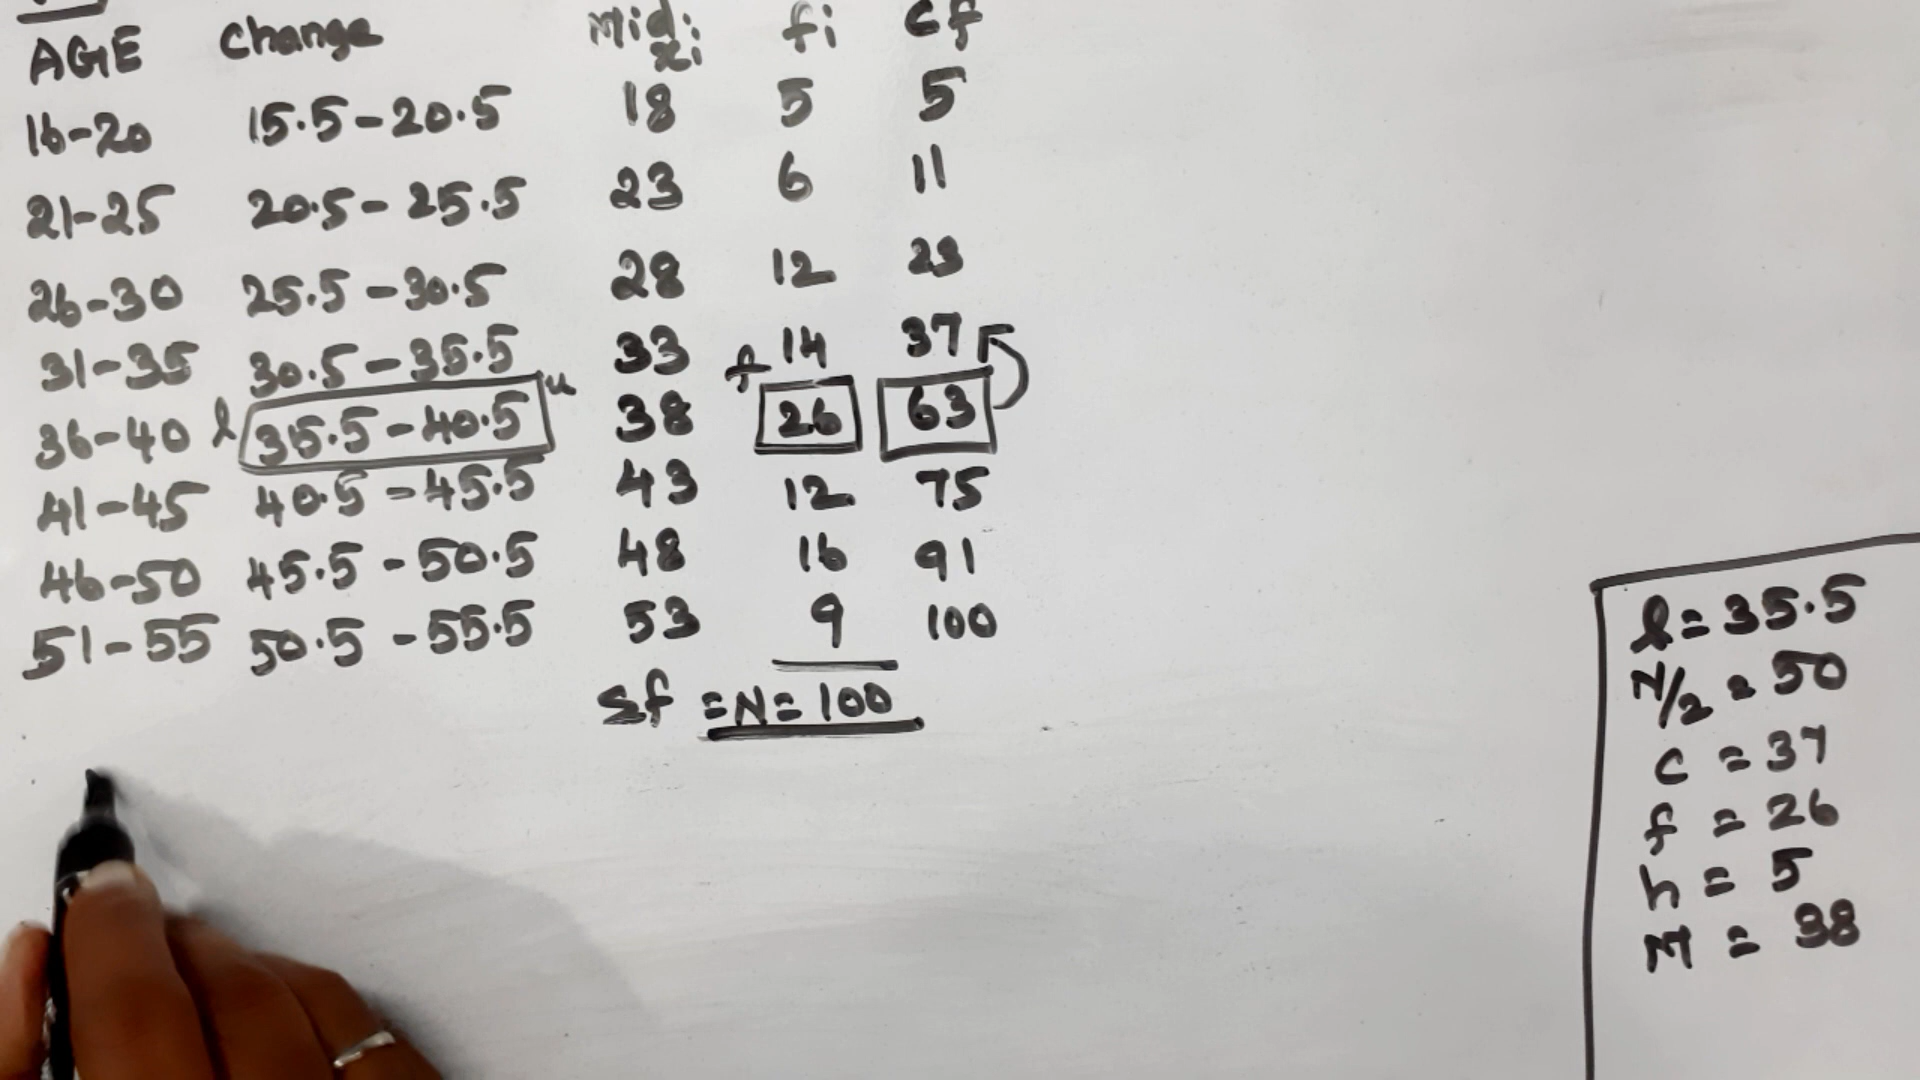 AGE Change Mid: xi fi cf
16-20 15.5-20.5 18 5 5
21-25 20.5-25.5 23 6 11
26-30 25.5-30.5 28 12 23
31-35 30.5-35.5 33 14 37
36-40 l 35.5-40.5 u 38 f 26 63
41-45 40.5-45.5 43 12 75
46-50 45.5-50.5 48 16 91
51-55 50.5-55.5 53 9 100
Σf = N = 100
l = 35.5
N/2 = 50
c = 37
f = 26
h = 5
M = 38